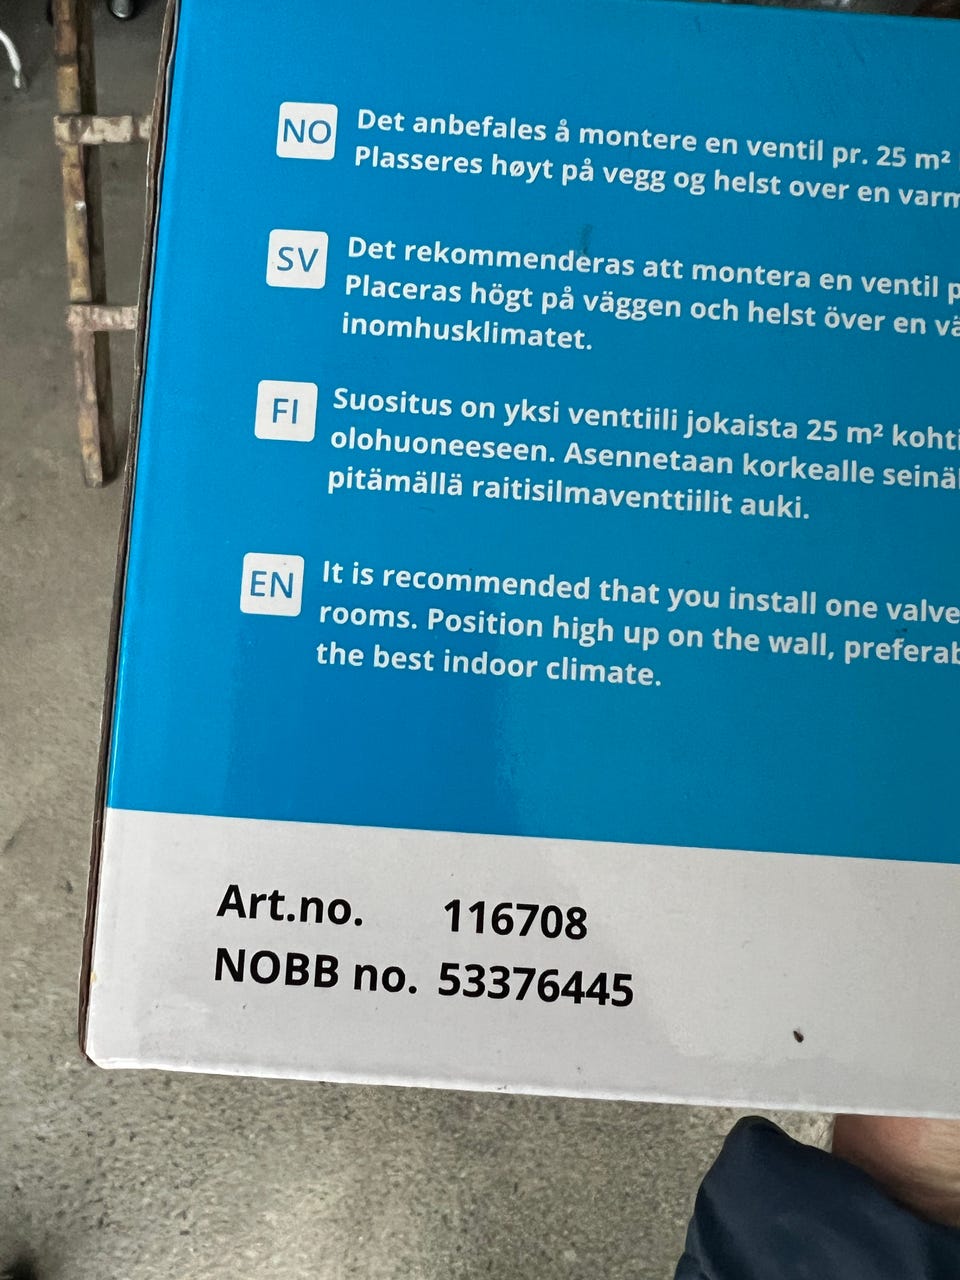 NO Det anbefales å montere en ventil pr. 25 m²
Plasseres høyt på vegg og helst over en
SV Det rekommenderas att montera en ventil
Placeras högt på väggen och helst över en
inomhusklimatet.
FI Suositus on yksi venttiili jokaista 25 m² kohti
olohuoneeseen. Asennetaan korkealle
pitämällä raitisilmaventtiilit auki.
EN It is recommended that you install one valve
rooms. Position high up on the wall,
the best indoor climate.
Art.no. 116708
NOBB no. 53376445